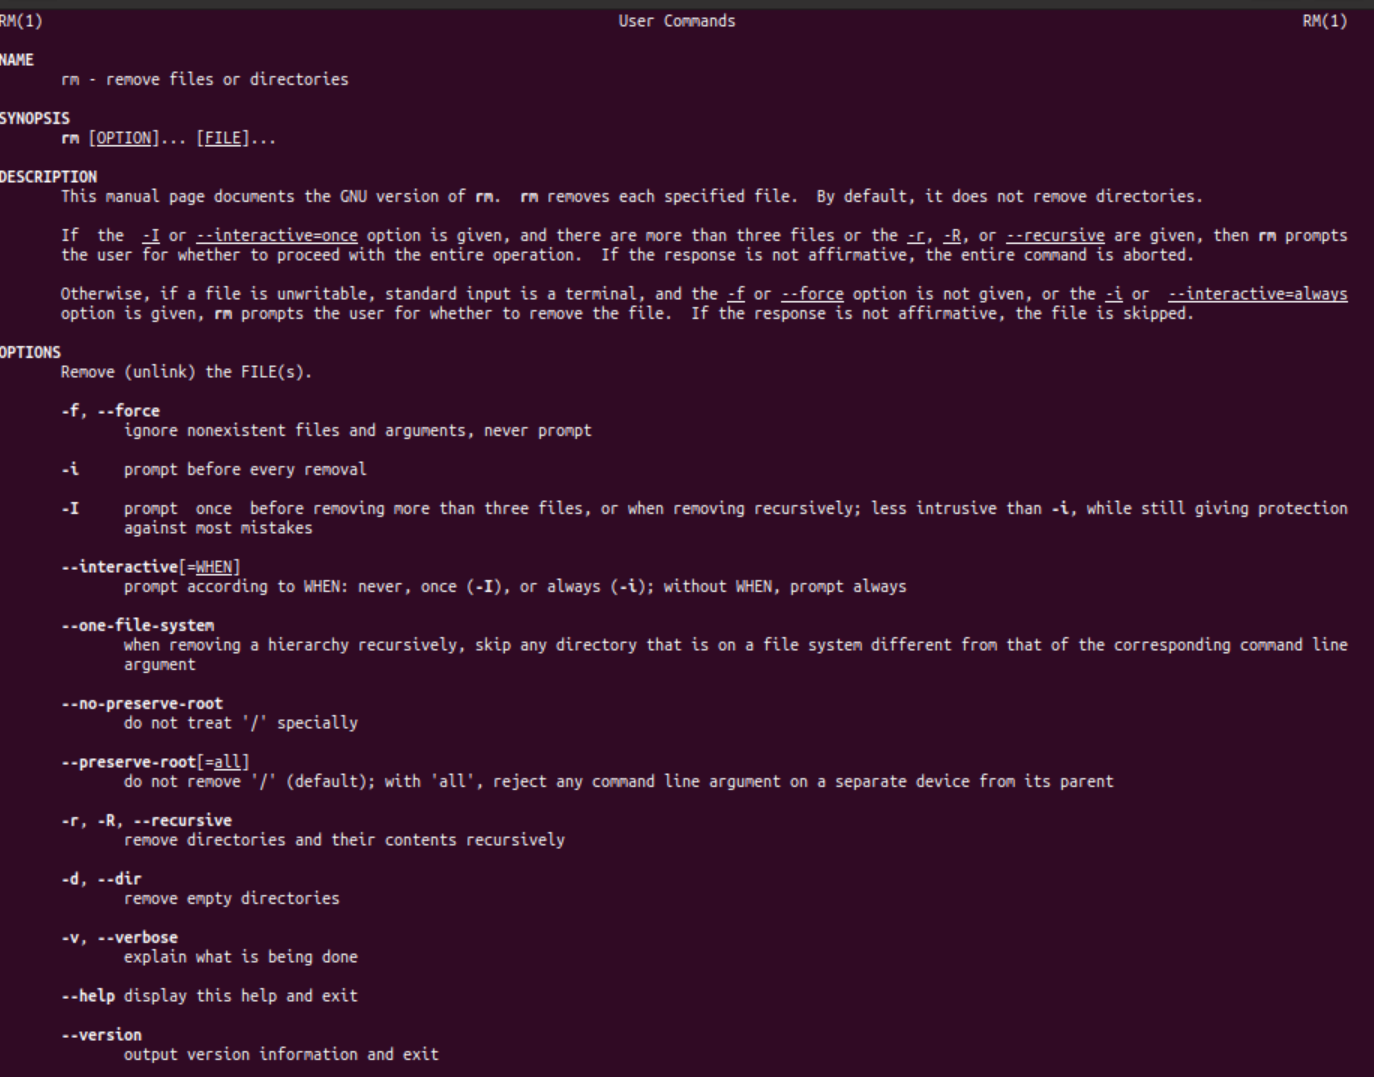 RM(1) User Commands RM(1)
NAME
rm - remove files or directories
SYNOPSIS
rm [OPTION]... [FILE]...
DESCRIPTION
This manual page documents the GNU version of rm.  rm removes each specified file.  By default, it does not remove directories.
If  the  -I or --interactive=once option is given, and there are more than three files or the -r, -R, or --recursive are given, then rm prompts
the user for whether to proceed with the entire operation.  If the response is not affirmative, the entire command is aborted.
Otherwise, if a file is unwritable, standard input is a terminal, and the -f or --force option is not given, or the -i or  --interactive=always
option is given, rm prompts the user for whether to remove the file.  If the response is not affirmative, the file is skipped.
OPTIONS
Remove (unlink) the FILE(s).
-f, --force
ignore nonexistent files and arguments, never prompt
-i     prompt before every removal
-I     prompt  once  before removing more than three files, or when removing recursively; less intrusive than -i, while still giving protection
against most mistakes
--interactive[=WHEN]
prompt according to WHEN: never, once (-I), or always (-i); without WHEN, prompt always
--one-file-system
when removing a hierarchy recursively, skip any directory that is on a file system different from that of the corresponding command line
argument
--no-preserve-root
do not treat '/' specially
--preserve-root[=all]
do not remove '/' (default); with 'all', reject any command line argument on a separate device from its parent
-r, -R, --recursive
remove directories and their contents recursively
-d, --dir
remove empty directories
-v, --verbose
explain what is being done
--help display this help and exit
--version
output version information and exit